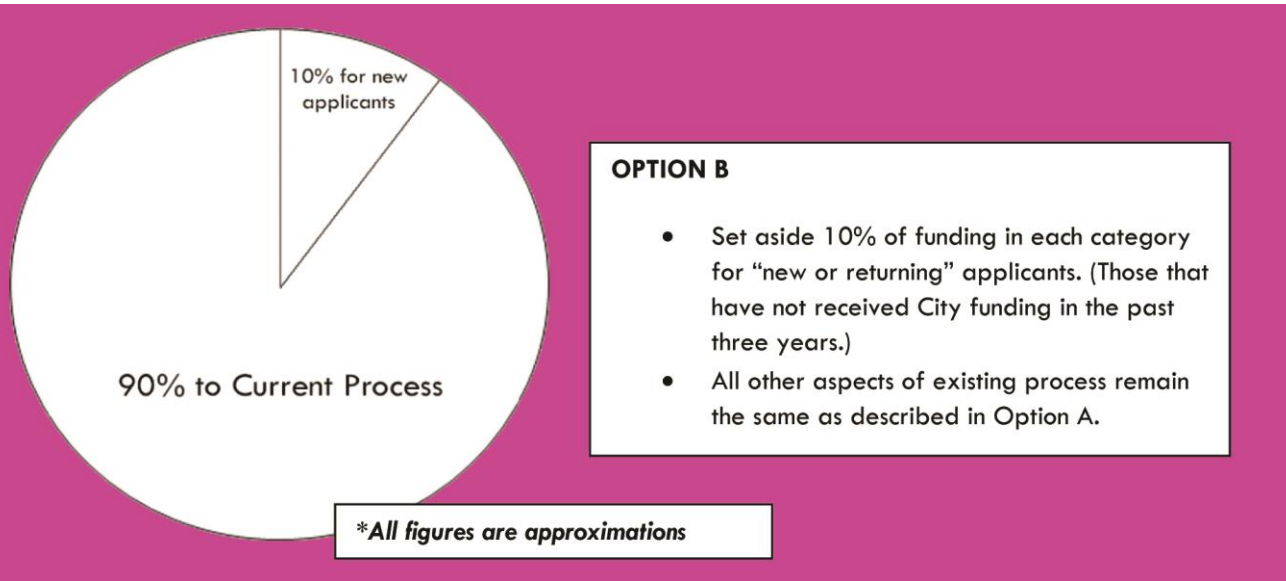 10% for new
applicants
90% to Current Process
OPTION B
• Set aside 10% of funding in each category
for “new or returning” applicants. (Those that
have not received City funding in the past
three years.)
• All other aspects of existing process remain
the same as described in Option A.
*All figures are approximations